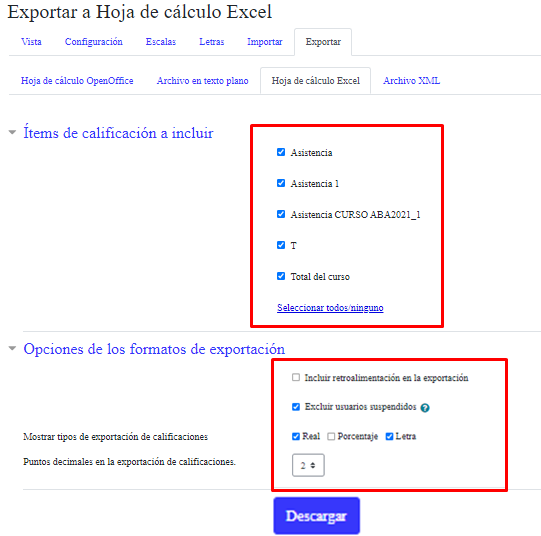 Exportar a Hoja de cálculo Excel
Vista Configuración Escalas Letras Importar Exportar
Hoja de cálculo OpenOffice Archivo en texto plano Hoja de cálculo Excel Archivo XML
Ítems de calificación a incluir
Asistencia
Asistencia 1
Asistencia CURSO ABA2021_1
T
Total del curso
Seleccionar todos/ninguno
Opciones de los formatos de exportación
Incluir retroalimentación en la exportación
Excluir usuarios suspendidos ?
Mostrar tipos de exportación de calificaciones Real Porcentaje Letra
Puntos decimales en la exportación de calificaciones. 2
Descargar